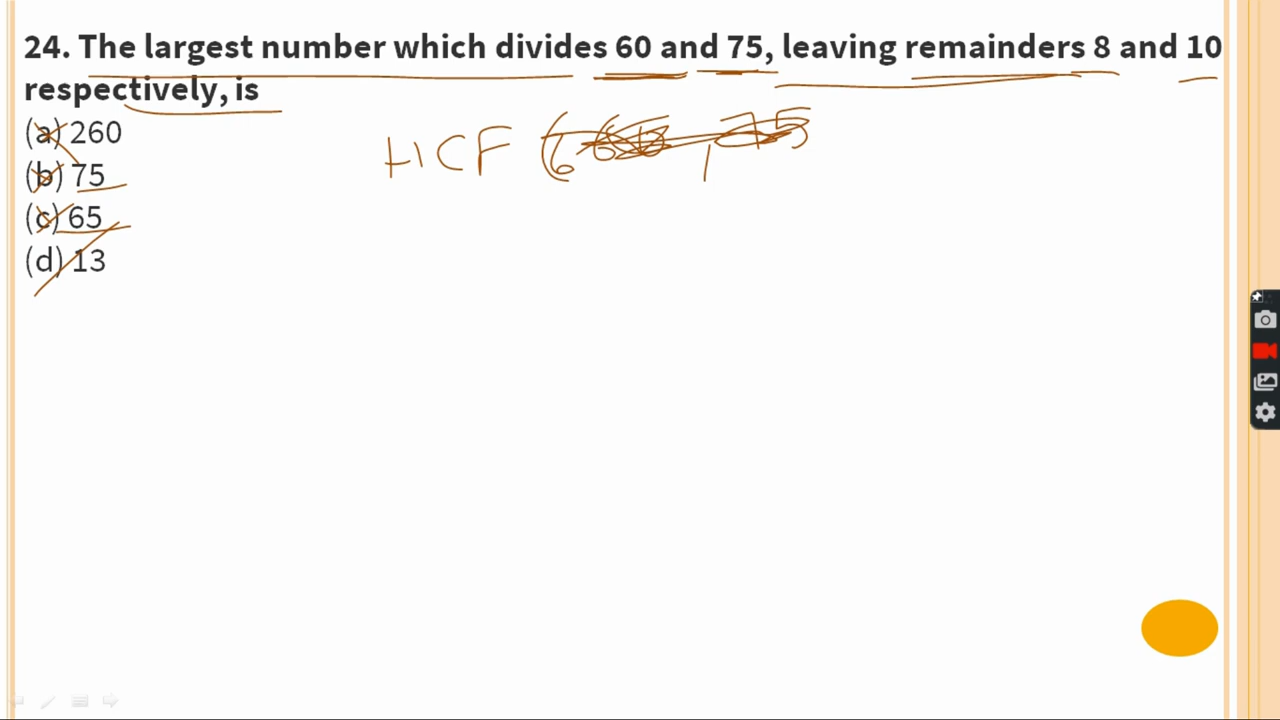 24. The largest number which divides 60 and 75, leaving remainders 8 and 10
respectively, is
(a) 260
HCF (6
(b) 75
(c) 65
(d) 13